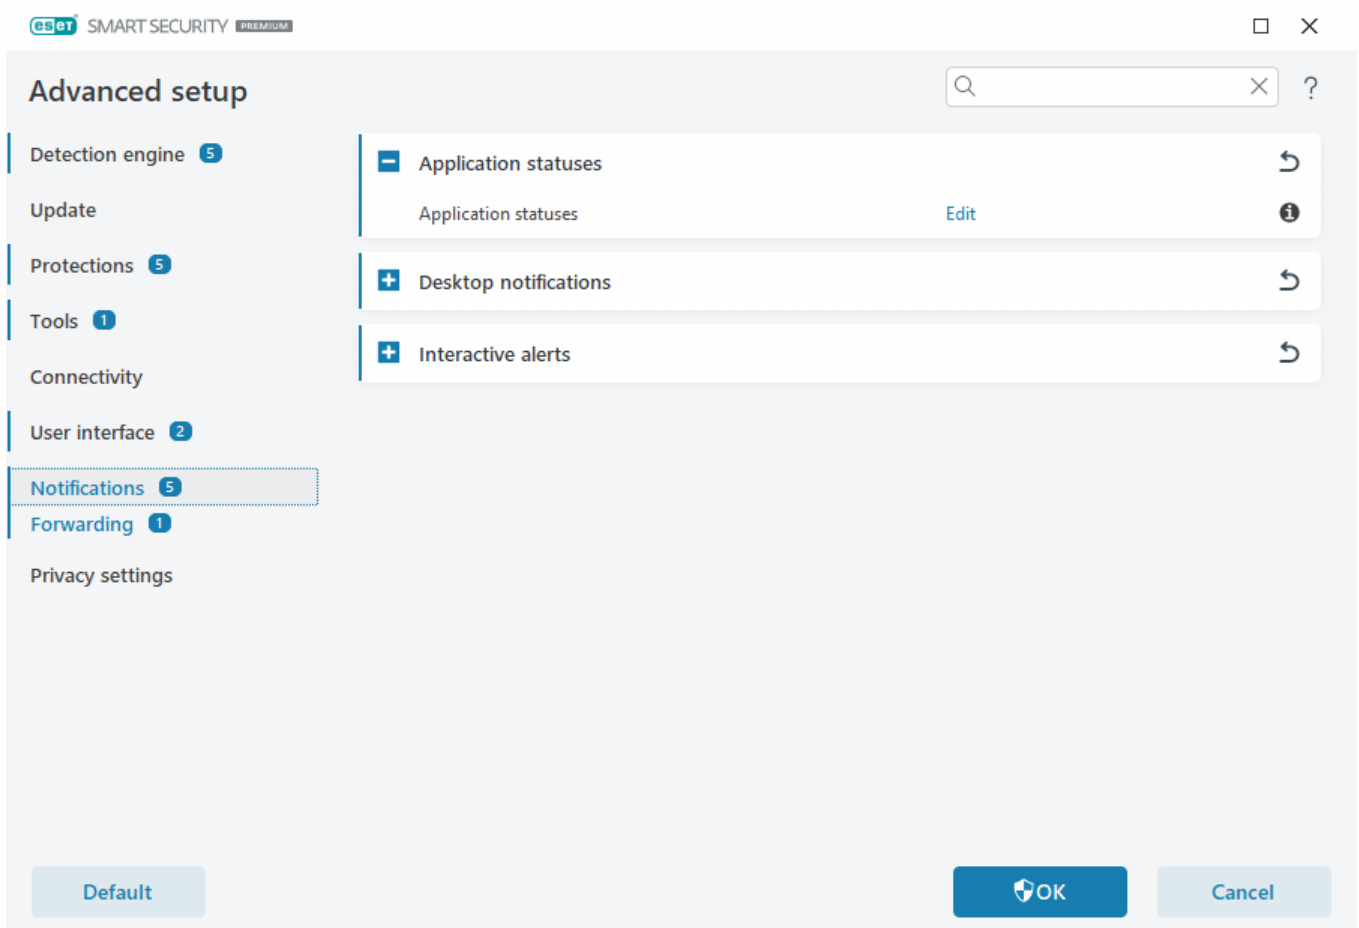 eset SMART SECURITY PREMIUM
Advanced setup
?
Detection engine 5
Update
Protections 5
Tools 1
Connectivity
User interface 2
Notifications 5
Forwarding 1
Privacy settings
Application statuses
Application statuses Edit
Desktop notifications
Interactive alerts
Default
OK
Cancel